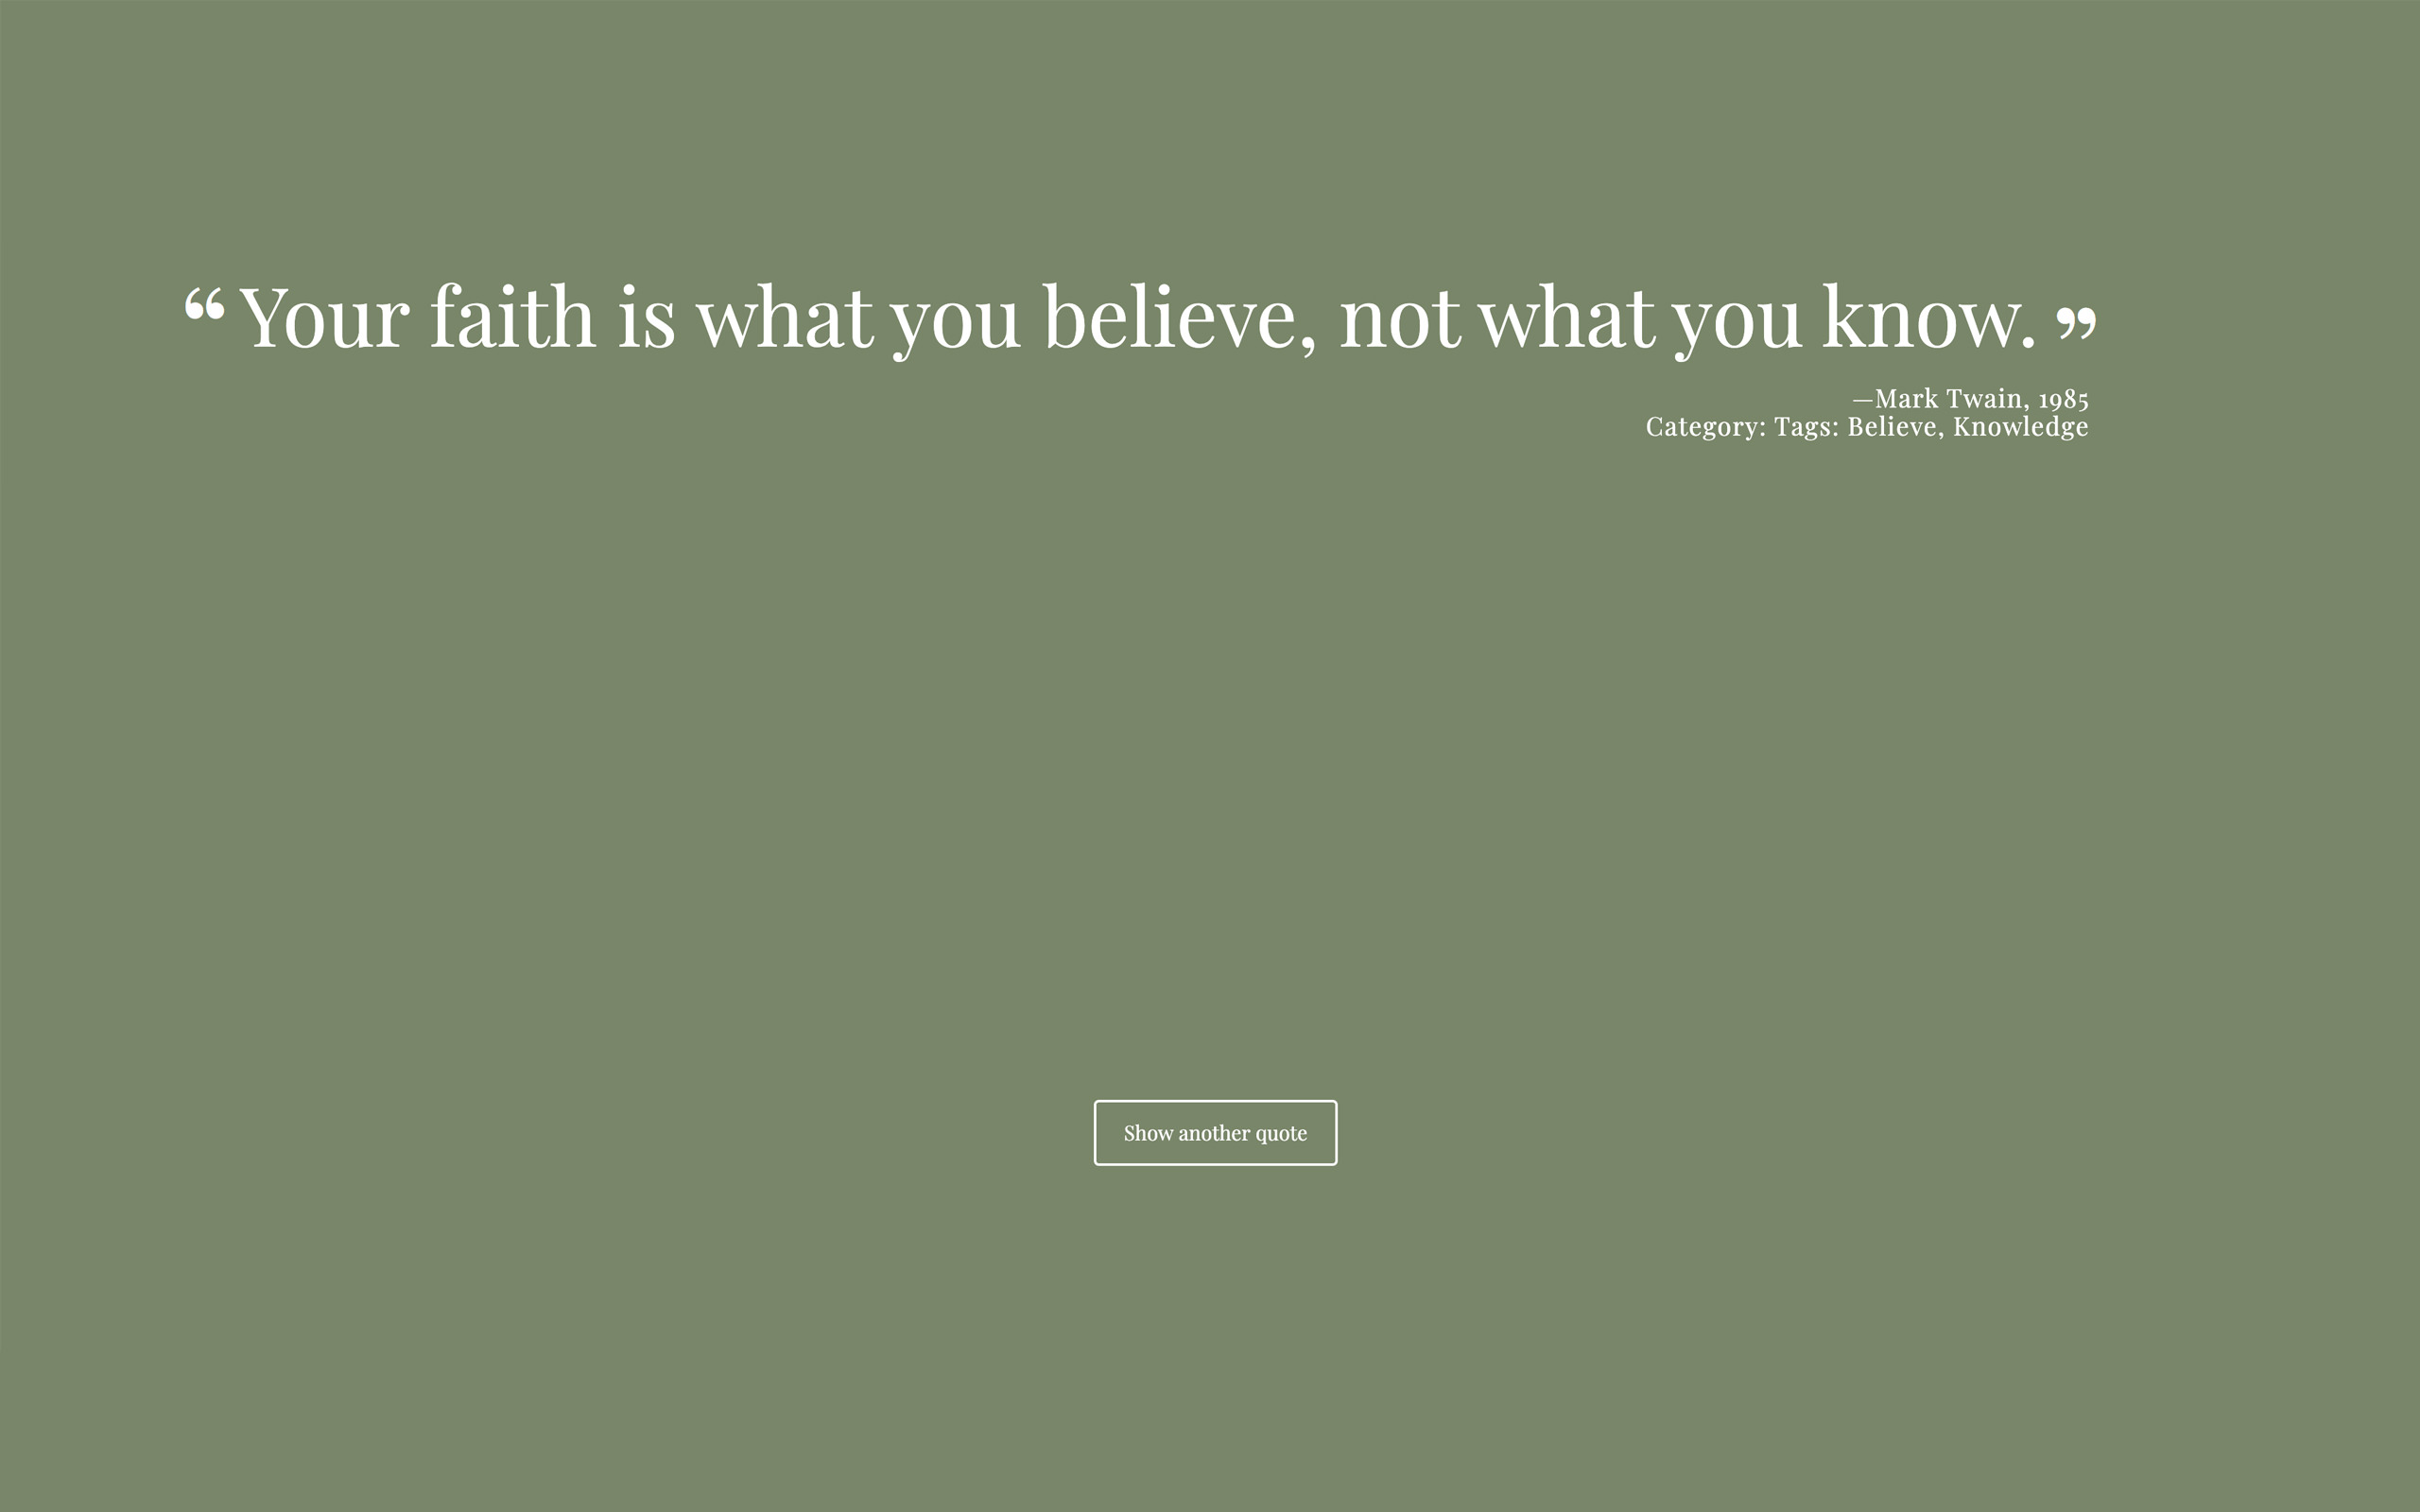 “ Your faith is what you believe, not what you know. ”
—Mark Twain, 1985
Category: Tags: Believe, Knowledge
Show another quote